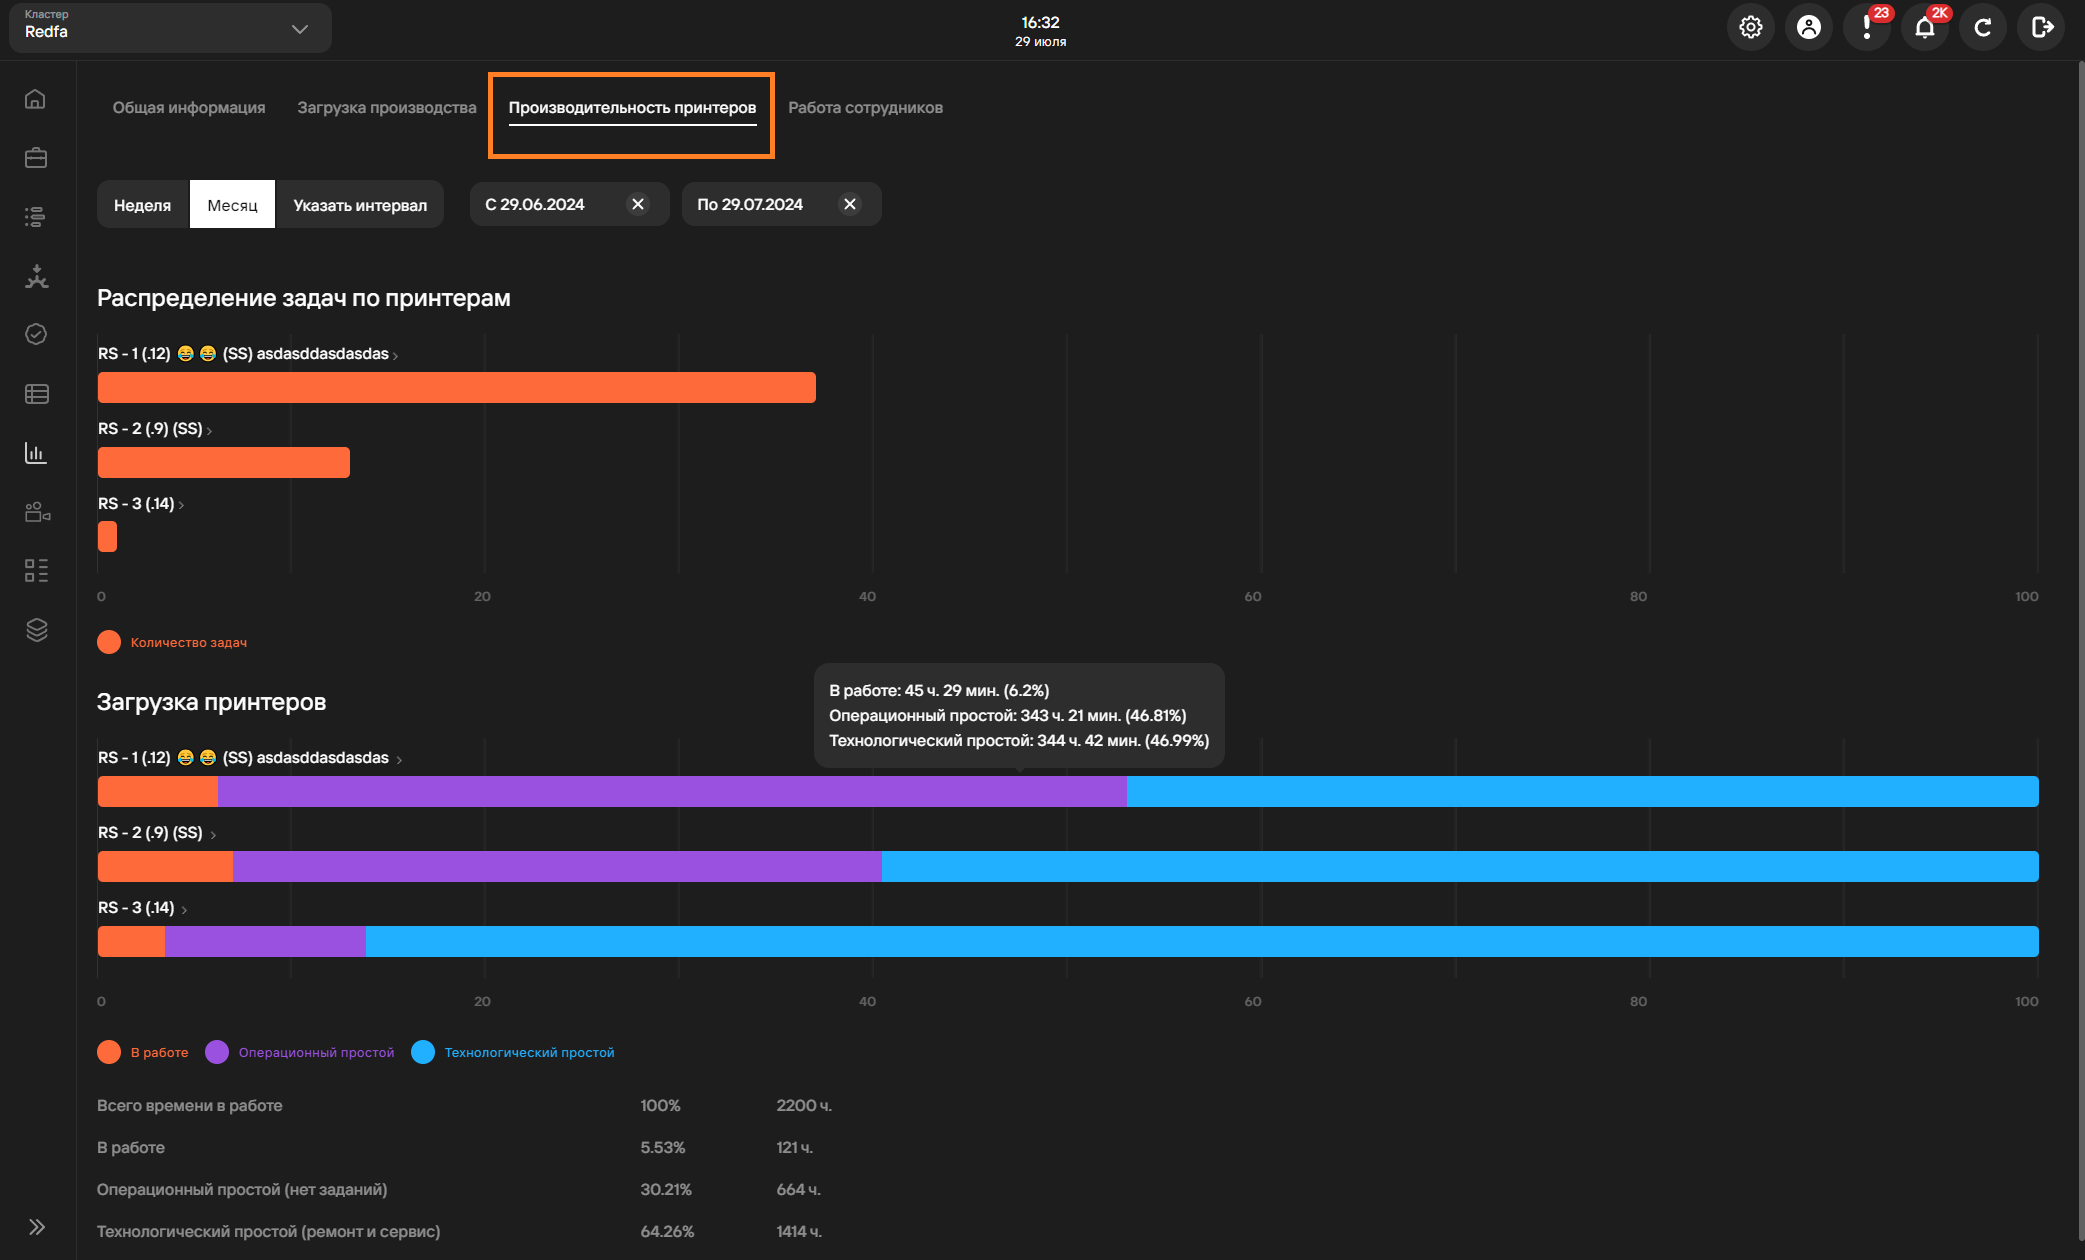 Кластер
Redfa
16:32
29 июля
23
2K
Общая информация
Загрузка производства
Производительность принтеров
Работа сотрудников
Неделя
Месяц
Указать интервал
С 29.06.2024
По 29.07.2024
Распределение задач по принтерам
RS - 1 (.12) 😂 😂 (SS) asdasddasdasdas
RS - 2 (.9) (SS)
RS - 3 (.14)
0 20 40 60 80 100
Количество задач
В работе: 45 ч. 29 мин. (6.2%)
Операционный простой: 343 ч. 21 мин. (46.81%)
Технологический простой: 344 ч. 42 мин. (46.99%)
Загрузка принтеров
RS - 1 (.12) 😂 😂 (SS) asdasddasdasdas
RS - 2 (.9) (SS)
RS - 3 (.14)
0 20 40 60 80 100
В работе
Операционный простой
Технологический простой
Всего времени в работе 100% 2200 ч.
В работе 5.53% 121 ч.
Операционный простой (нет заданий) 30.21% 664 ч.
Технологический простой (ремонт и сервис) 64.26% 1414 ч.